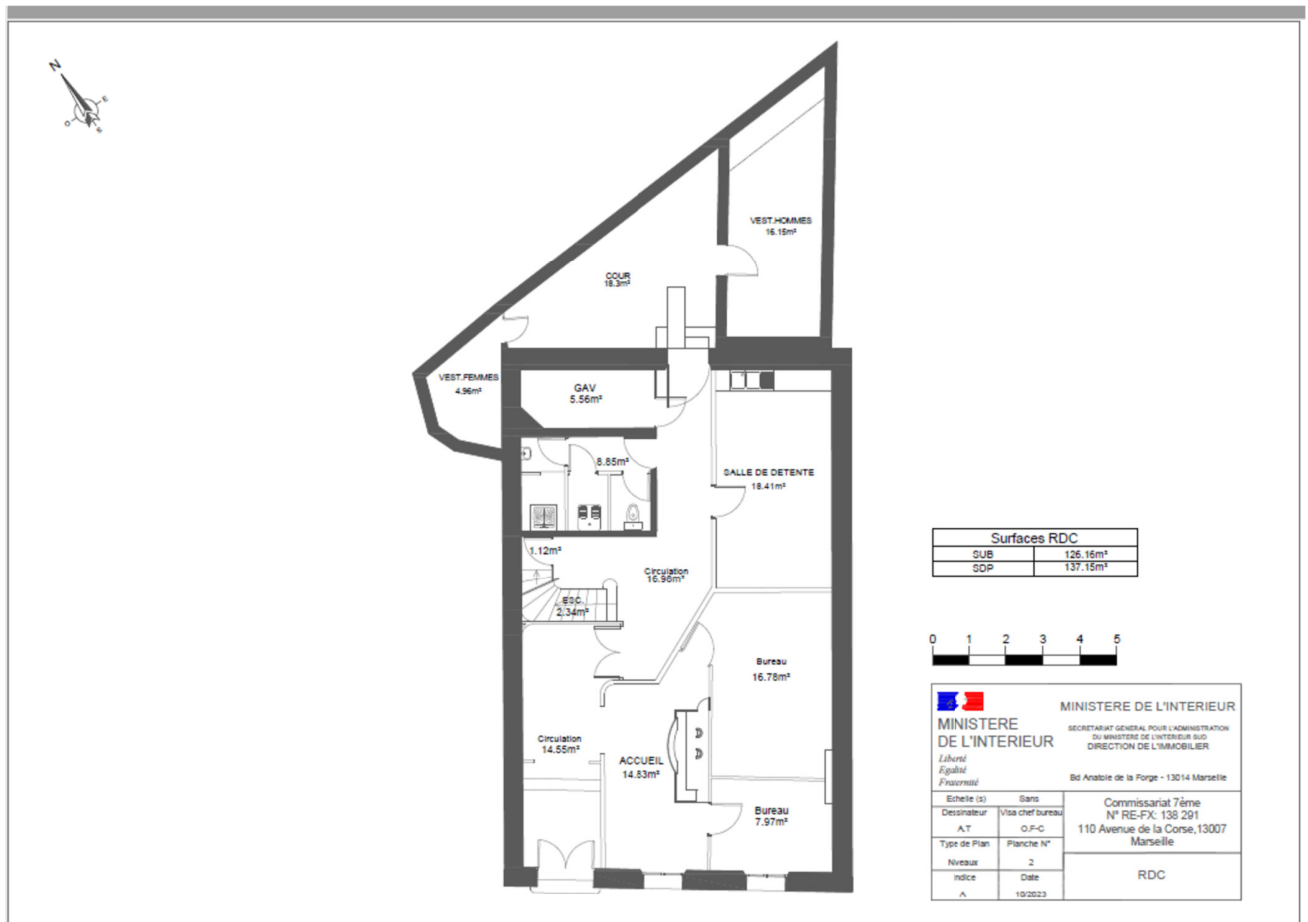 N
E
O
S
VEST.HOMMES
16.15m²
COUR
18.3m²
VEST.FEMMES
4.96m²
GAV
5.56m²
8.85m²
SALLE DE DETENTE
18.41m²
1.12m²
Circulation
16.98m²
ESC.
2.34m²
Bureau
16.78m²
Circulation
14.55m²
ACCUEIL
14.83m²
Bureau
7.97m²
Surfaces RDC
SUB 126.16m²
SDP 137.15m²
0 1 2 3 4 5
MINISTERE
DE L'INTERIEUR
Liberté
Egalité
Fraternité
MINISTERE DE L'INTERIEUR
SECRETARIAT GENERAL POUR L'ADMINISTRATION
DU MINISTERE DE L'INTERIEUR SUD
DIRECTION DE L'IMMOBILIER
Bd Anatole de la Forge - 13014 Marseille
Echelle (s) Sans
Dessinateur Visa chef bureau
A.T O.F-C
Type de Plan Planche N°
Niveaux 2
Indice Date
A 10/2023
Commissariat 7ème
N° RE-FX: 138 291
110 Avenue de la Corse,13007
Marseille
RDC